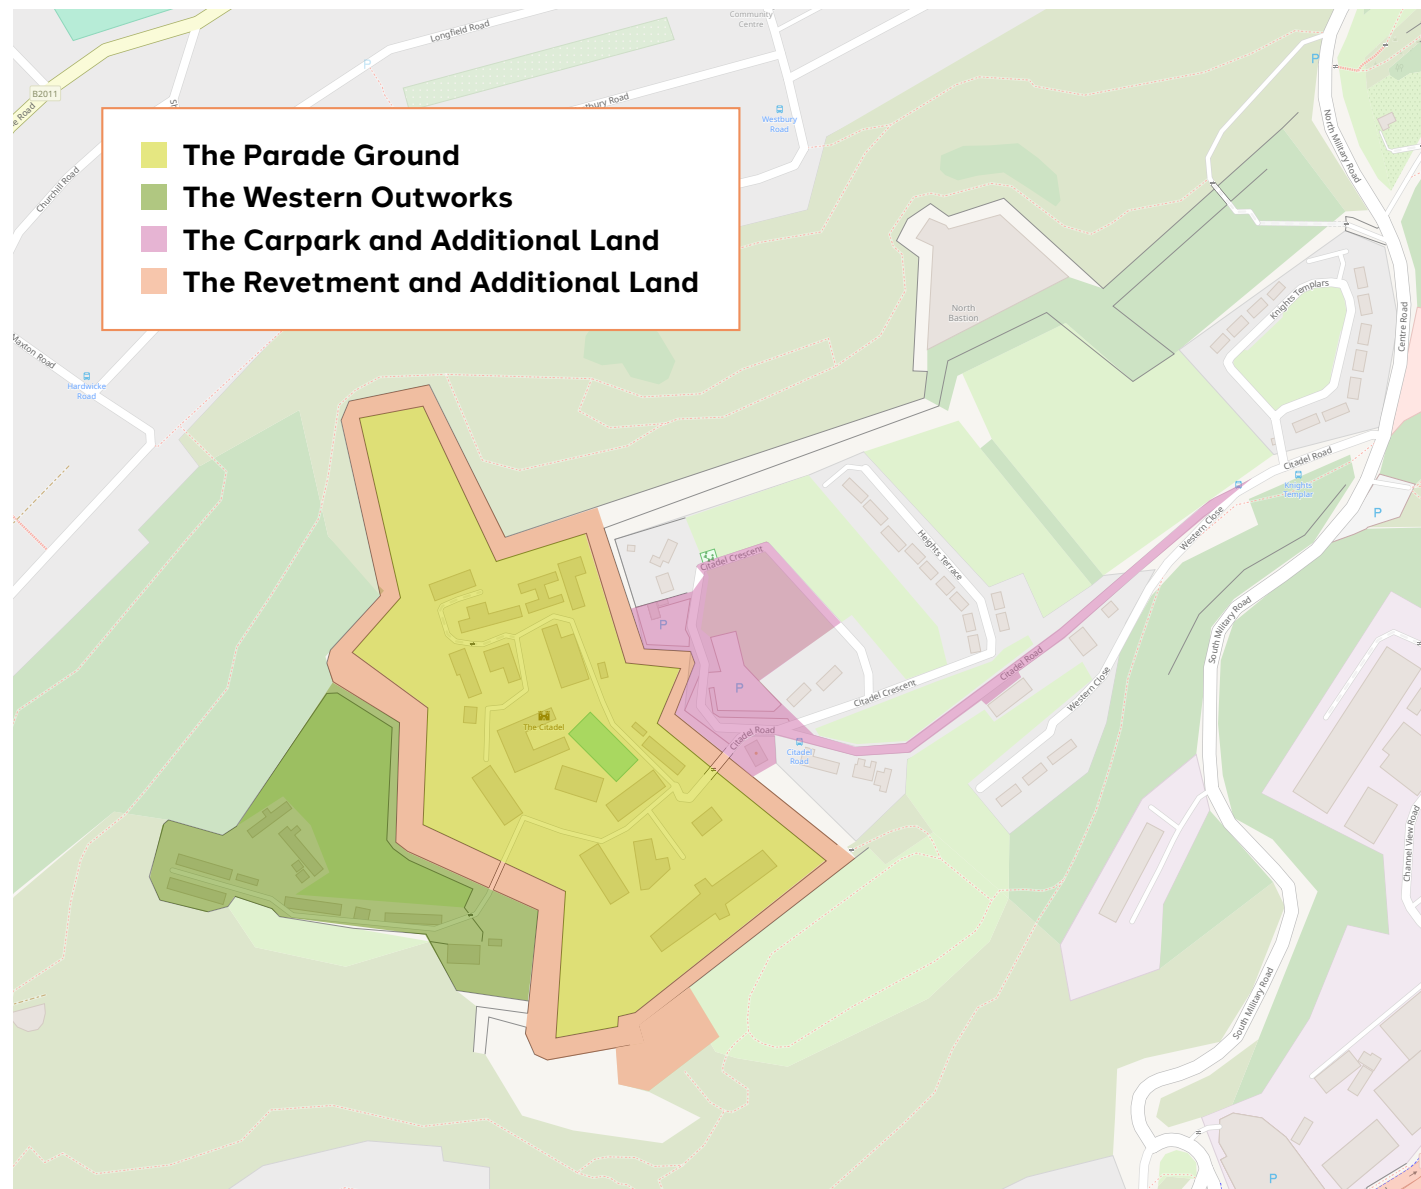 The Parade Ground
The Western Outworks
The Carpark and Additional Land
The Revetment and Additional Land
Community
Centre
Longfield Road
P
B2011
Road
tbury Road
Westbury
Road
Churchill Road
Maxton Road
Hardwicke
Road
P
North Military Road
North
Bastion
Knights Templars
Centre Road
Citadel Road
Knights
Templar
P
Western Close
Heights Terrace
Citadel Crescent
P
P
Citadel Road
Citadel Crescent
Western Close
South Military Road
The Citadel
Citadel Road
Citadel
Road
Channel View Road
South Military Road
P